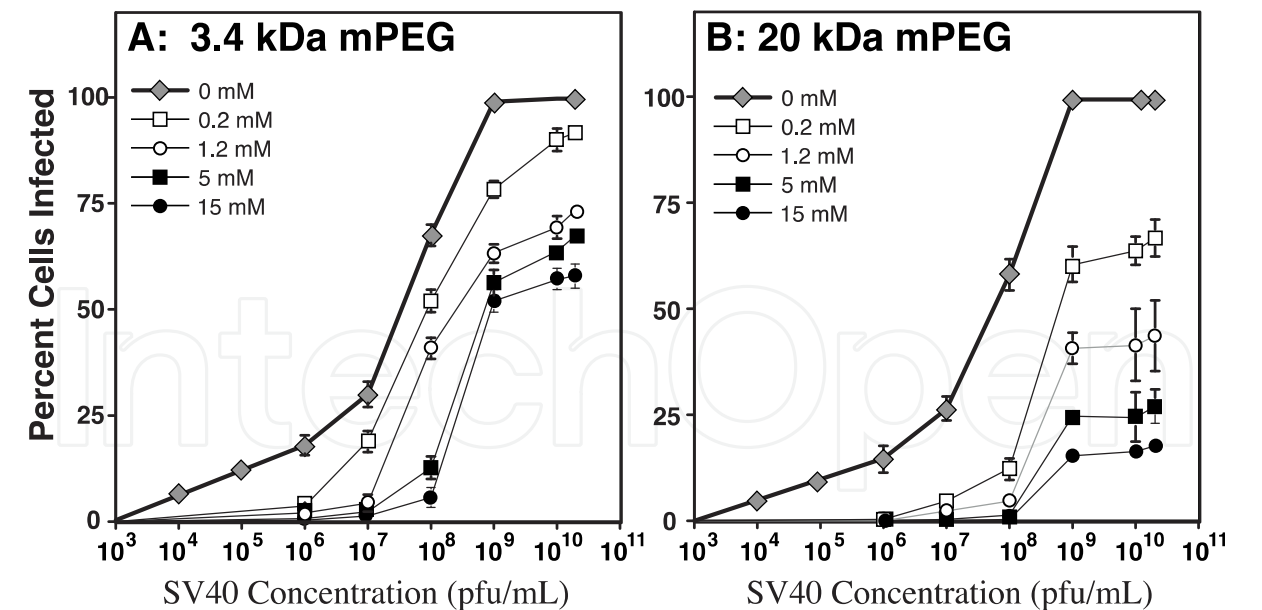 A: 3.4 kDa mPEG
0 mM
0.2 mM
1.2 mM
5 mM
15 mM
Percent Cells Infected
100
75
50
25
0
10³ 10⁴ 10⁵ 10⁶ 10⁷ 10⁸ 10⁹ 10¹⁰ 10¹¹
SV40 Concentration (pfu/mL)
B: 20 kDa mPEG
0 mM
0.2 mM
1.2 mM
5 mM
15 mM
100
75
50
25
0
10³ 10⁴ 10⁵ 10⁶ 10⁷ 10⁸ 10⁹ 10¹⁰ 10¹¹
SV40 Concentration (pfu/mL)
IntechOpen